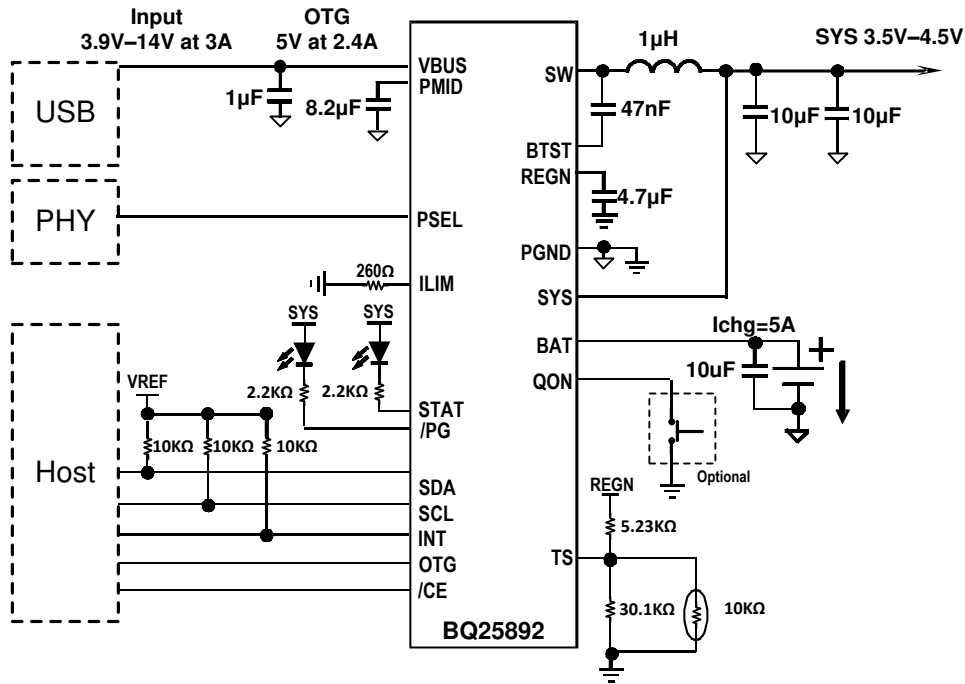 Input
3.9V–14V at 3A
OTG
5V at 2.4A
USB
1µF
8.2µF
VBUS
PMID
PHY
PSEL
260Ω
ILIM
SYS
SYS
2.2KΩ
2.2KΩ
STAT
/PG
VREF
10KΩ
10KΩ
10KΩ
Host
SDA
SCL
INT
OTG
/CE
BQ25892
SW
1µH
SYS 3.5V–4.5V
47nF
10µF
10µF
BTST
REGN
4.7µF
PGND
SYS
Ichg=5A
BAT
10uF
+
QON
Optional
REGN
5.23KΩ
TS
30.1KΩ
10KΩ